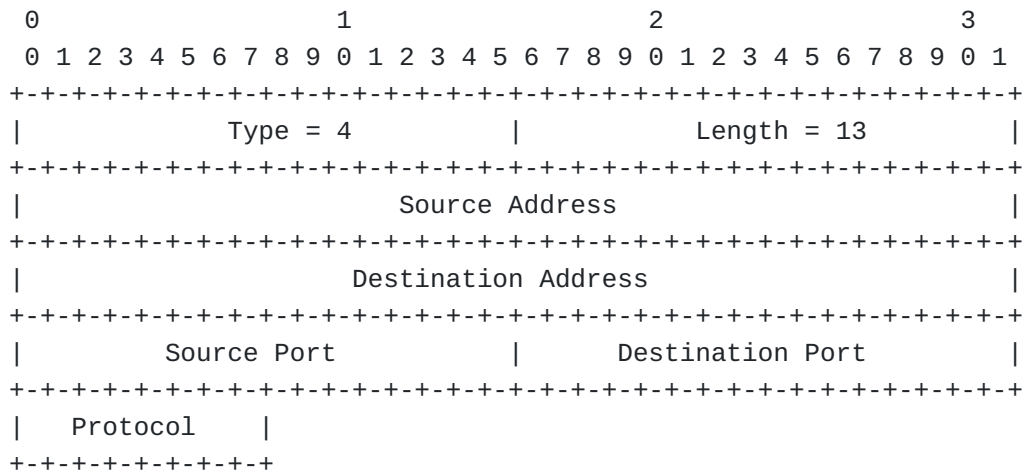 0                   1                   2                   3
 0 1 2 3 4 5 6 7 8 9 0 1 2 3 4 5 6 7 8 9 0 1 2 3 4 5 6 7 8 9 0 1
+-+-+-+-+-+-+-+-+-+-+-+-+-+-+-+-+-+-+-+-+-+-+-+-+-+-+-+-+-+-+-+-+
|             Type = 4          |           Length = 13         |
+-+-+-+-+-+-+-+-+-+-+-+-+-+-+-+-+-+-+-+-+-+-+-+-+-+-+-+-+-+-+-+-+
|                        Source Address                         |
+-+-+-+-+-+-+-+-+-+-+-+-+-+-+-+-+-+-+-+-+-+-+-+-+-+-+-+-+-+-+-+-+
|                     Destination Address                       |
+-+-+-+-+-+-+-+-+-+-+-+-+-+-+-+-+-+-+-+-+-+-+-+-+-+-+-+-+-+-+-+-+
|         Source Port           |      Destination Port         |
+-+-+-+-+-+-+-+-+-+-+-+-+-+-+-+-+-+-+-+-+-+-+-+-+-+-+-+-+-+-+-+-+
|   Protocol    |
+-+-+-+-+-+-+-+-+